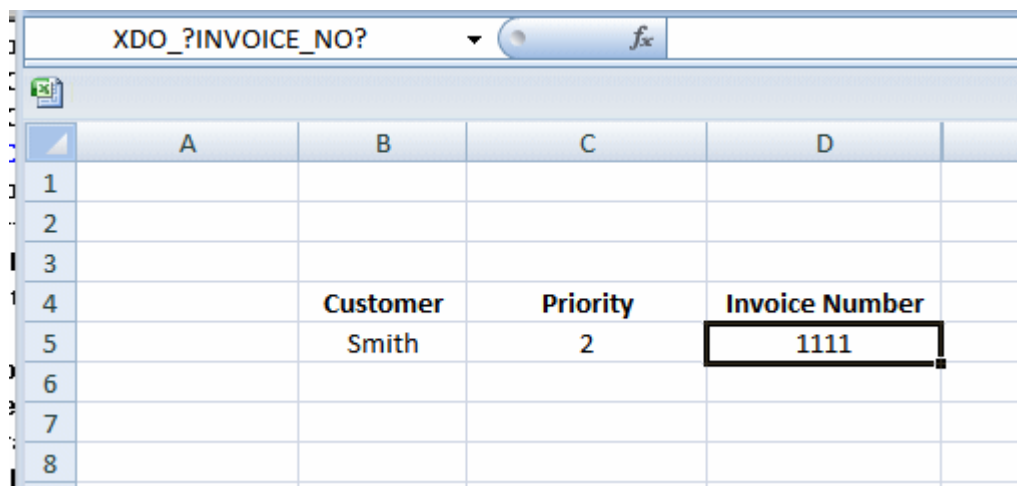 XDO_?INVOICE_NO? fx
A B C D
1
2
3
4 Customer Priority Invoice Number
5 Smith 2 1111
6
7
8